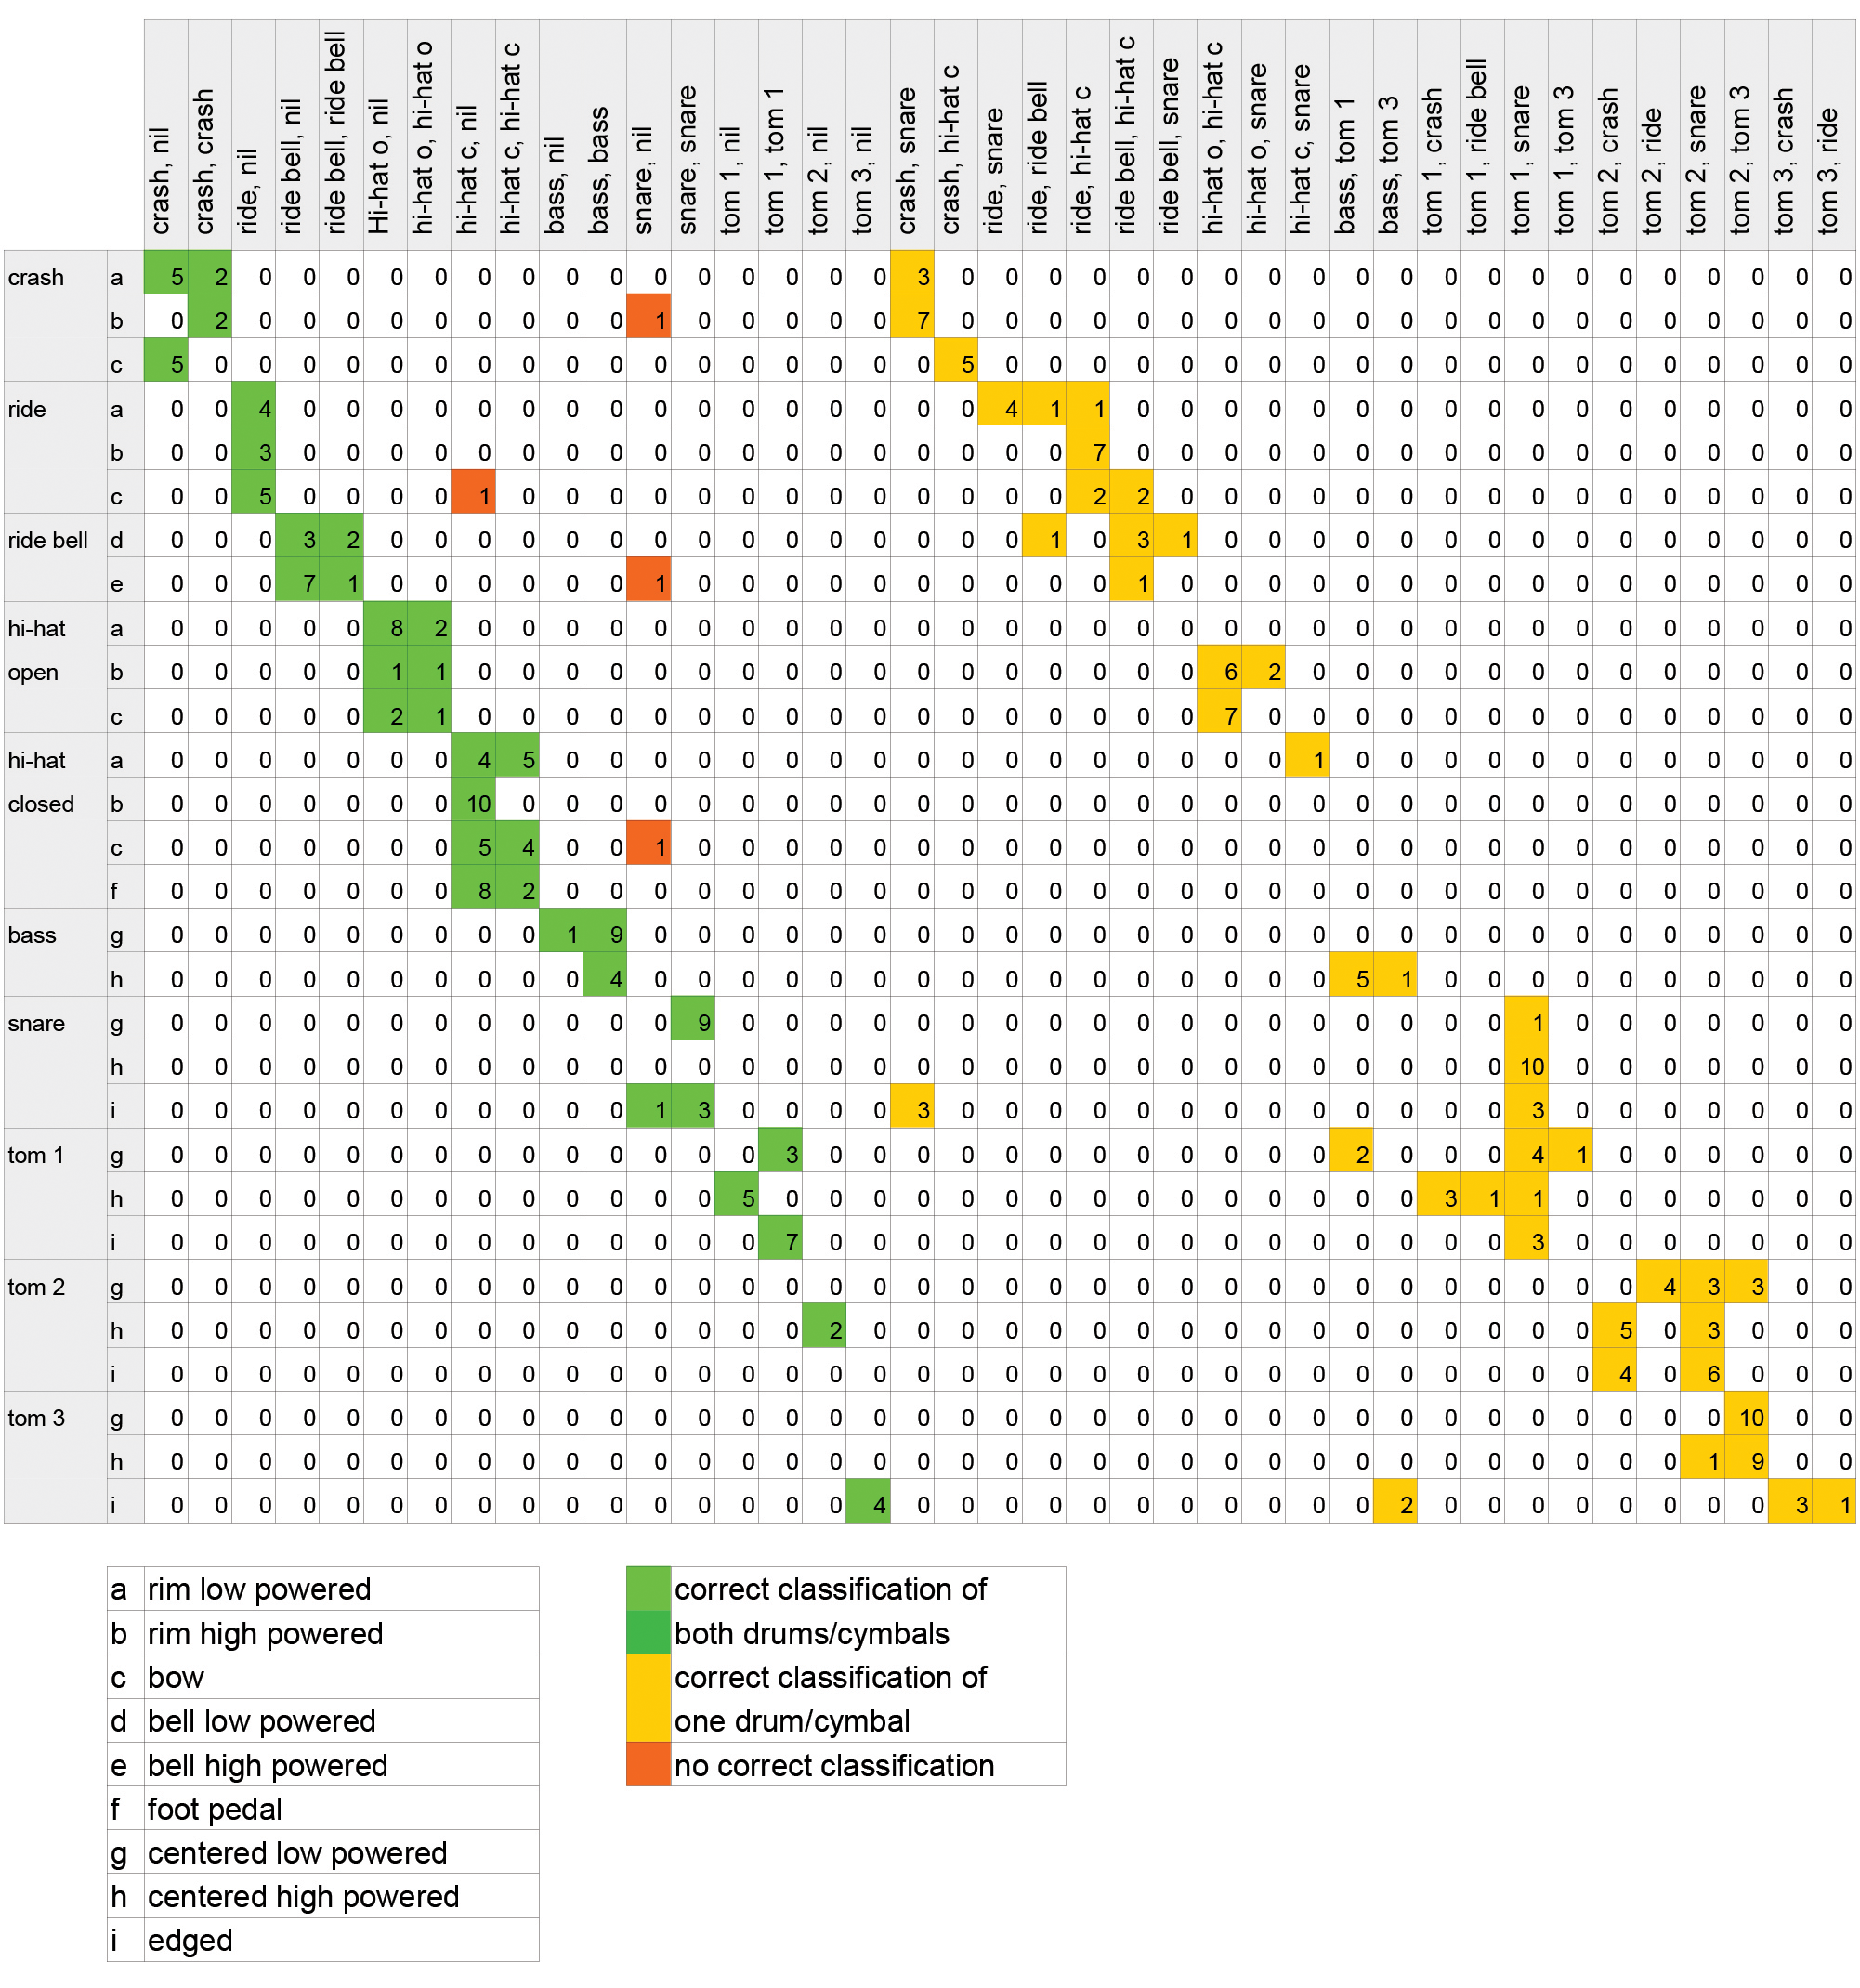 crash, nil
crash, crash
ride, nil
ride bell, nil
ride bell, ride bell
Hi-hat o, nil
hi-hat o, hi-hat o
hi-hat c, nil
hi-hat c, hi-hat c
bass, nil
bass, bass
snare, nil
snare, snare
tom 1, nil
tom 1, tom 1
tom 2, nil
tom 3, nil
crash, snare
crash, hi-hat c
ride, snare
ride, ride bell
ride, hi-hat c
ride bell, hi-hat c
ride bell, snare
hi-hat o, hi-hat c
hi-hat o, snare
hi-hat c, snare
bass, tom 1
bass, tom 3
tom 1, crash
tom 1, ride bell
tom 1, snare
tom 1, tom 3
tom 2, crash
tom 2, ride
tom 2, snare
tom 2, tom 3
tom 3, crash
tom 3, ride
crash a 5 2 0 0 0 0 0 0 0 0 0 0 0 0 0 0 0 3 0 0 0 0 0 0 0 0 0 0 0 0 0 0 0 0 0 0 0 0 0
b 0 2 0 0 0 0 0 0 0 0 0 1 0 0 0 0 0 7 0 0 0 0 0 0 0 0 0 0 0 0 0 0 0 0 0 0 0 0 0
c 5 0 0 0 0 0 0 0 0 0 0 0 0 0 0 0 0 0 5 0 0 0 0 0 0 0 0 0 0 0 0 0 0 0 0 0 0 0 0
ride a 0 0 4 0 0 0 0 0 0 0 0 0 0 0 0 0 0 0 0 4 1 1 0 0 0 0 0 0 0 0 0 0 0 0 0 0 0 0 0
b 0 0 3 0 0 0 0 0 0 0 0 0 0 0 0 0 0 0 0 0 0 7 0 0 0 0 0 0 0 0 0 0 0 0 0 0 0 0 0
c 0 0 5 0 0 0 0 1 0 0 0 0 0 0 0 0 0 0 0 0 0 2 2 0 0 0 0 0 0 0 0 0 0 0 0 0 0 0 0
ride bell d 0 0 0 3 2 0 0 0 0 0 0 0 0 0 0 0 0 0 0 0 1 0 3 1 0 0 0 0 0 0 0 0 0 0 0 0 0 0 0
e 0 0 0 7 1 0 0 0 0 0 0 1 0 0 0 0 0 0 0 0 0 0 1 0 0 0 0 0 0 0 0 0 0 0 0 0 0 0 0
hi-hat a 0 0 0 0 0 8 2 0 0 0 0 0 0 0 0 0 0 0 0 0 0 0 0 0 0 0 0 0 0 0 0 0 0 0 0 0 0 0 0
open b 0 0 0 0 0 1 1 0 0 0 0 0 0 0 0 0 0 0 0 0 0 0 0 0 6 2 0 0 0 0 0 0 0 0 0 0 0 0 0
c 0 0 0 0 0 2 1 0 0 0 0 0 0 0 0 0 0 0 0 0 0 0 0 0 7 0 0 0 0 0 0 0 0 0 0 0 0 0 0
hi-hat a 0 0 0 0 0 0 0 4 5 0 0 0 0 0 0 0 0 0 0 0 0 0 0 0 0 0 1 0 0 0 0 0 0 0 0 0 0 0 0
closed b 0 0 0 0 0 0 0 10 0 0 0 0 0 0 0 0 0 0 0 0 0 0 0 0 0 0 0 0 0 0 0 0 0 0 0 0 0 0 0
c 0 0 0 0 0 0 0 5 4 0 0 1 0 0 0 0 0 0 0 0 0 0 0 0 0 0 0 0 0 0 0 0 0 0 0 0 0 0 0
f 0 0 0 0 0 0 0 8 2 0 0 0 0 0 0 0 0 0 0 0 0 0 0 0 0 0 0 0 0 0 0 0 0 0 0 0 0 0 0
bass g 0 0 0 0 0 0 0 0 0 1 9 0 0 0 0 0 0 0 0 0 0 0 0 0 0 0 0 0 0 0 0 0 0 0 0 0 0 0 0
h 0 0 0 0 0 0 0 0 0 0 4 0 0 0 0 0 0 0 0 0 0 0 0 0 0 0 0 5 1 0 0 0 0 0 0 0 0 0 0
snare g 0 0 0 0 0 0 0 0 0 0 0 0 9 0 0 0 0 0 0 0 0 0 0 0 0 0 0 0 0 0 0 1 0 0 0 0 0 0 0
h 0 0 0 0 0 0 0 0 0 0 0 0 0 0 0 0 0 0 0 0 0 0 0 0 0 0 0 0 0 0 0 10 0 0 0 0 0 0 0
i 0 0 0 0 0 0 0 0 0 0 0 1 3 0 0 0 0 3 0 0 0 0 0 0 0 0 0 0 0 0 0 3 0 0 0 0 0 0 0
tom 1 g 0 0 0 0 0 0 0 0 0 0 0 0 0 0 3 0 0 0 0 0 0 0 0 0 0 0 0 2 0 0 0 4 1 0 0 0 0 0 0
h 0 0 0 0 0 0 0 0 0 0 0 0 0 5 0 0 0 0 0 0 0 0 0 0 0 0 0 0 0 3 1 1 0 0 0 0 0 0 0
i 0 0 0 0 0 0 0 0 0 0 0 0 0 0 7 0 0 0 0 0 0 0 0 0 0 0 0 0 0 0 0 3 0 0 0 0 0 0 0
tom 2 g 0 0 0 0 0 0 0 0 0 0 0 0 0 0 0 0 0 0 0 0 0 0 0 0 0 0 0 0 0 0 0 0 0 0 4 3 3 0 0
h 0 0 0 0 0 0 0 0 0 0 0 0 0 0 0 2 0 0 0 0 0 0 0 0 0 0 0 0 0 0 0 0 0 5 0 3 0 0 0
i 0 0 0 0 0 0 0 0 0 0 0 0 0 0 0 0 0 0 0 0 0 0 0 0 0 0 0 0 0 0 0 0 0 4 0 6 0 0 0
tom 3 g 0 0 0 0 0 0 0 0 0 0 0 0 0 0 0 0 0 0 0 0 0 0 0 0 0 0 0 0 0 0 0 0 0 0 0 0 10 0 0
h 0 0 0 0 0 0 0 0 0 0 0 0 0 0 0 0 0 0 0 0 0 0 0 0 0 0 0 0 0 0 0 0 0 0 0 1 9 0 0
i 0 0 0 0 0 0 0 0 0 0 0 0 0 0 0 0 4 0 0 0 0 0 0 0 0 0 0 0 2 0 0 0 0 0 0 0 0 3 1
a rim low powered
b rim high powered
c bow
d bell low powered
e bell high powered
f foot pedal
g centered low powered
h centered high powered
i edged
correct classification of
both drums/cymbals
correct classification of
one drum/cymbal
no correct classification